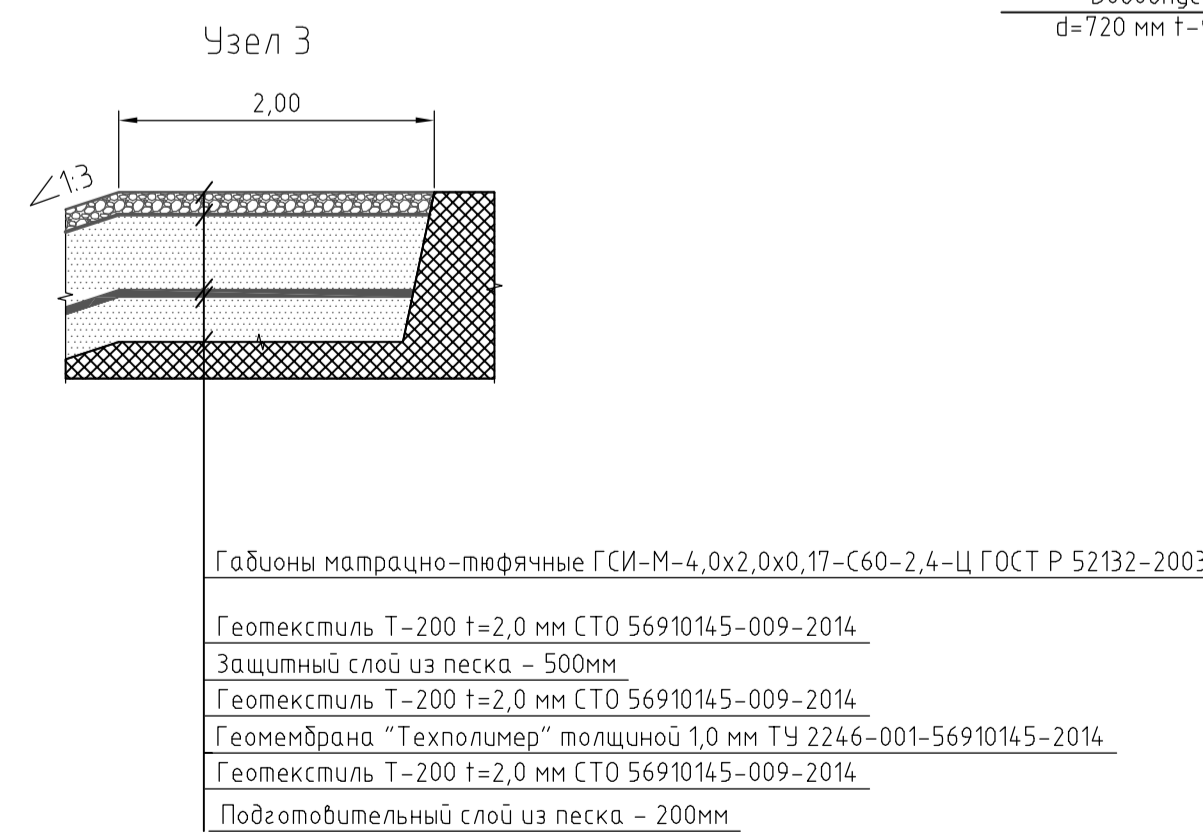 d=720 мм t-
Узел 3
2,00
1:3
Габионы матрацно-тюфячные ГСИ-М-4,0х2,0х0,17-С60-2,4-Ц ГОСТ Р 52132-2003
Геотекстиль Т-200 t=2,0 мм СТО 56910145-009-2014
Защитный слой из песка - 500мм
Геотекстиль Т-200 t=2,0 мм СТО 56910145-009-2014
Геомембрана "Техполимер" толщиной 1,0 мм ТУ 2246-001-56910145-2014
Геотекстиль Т-200 t=2,0 мм СТО 56910145-009-2014
Подготовительный слой из песка - 200мм